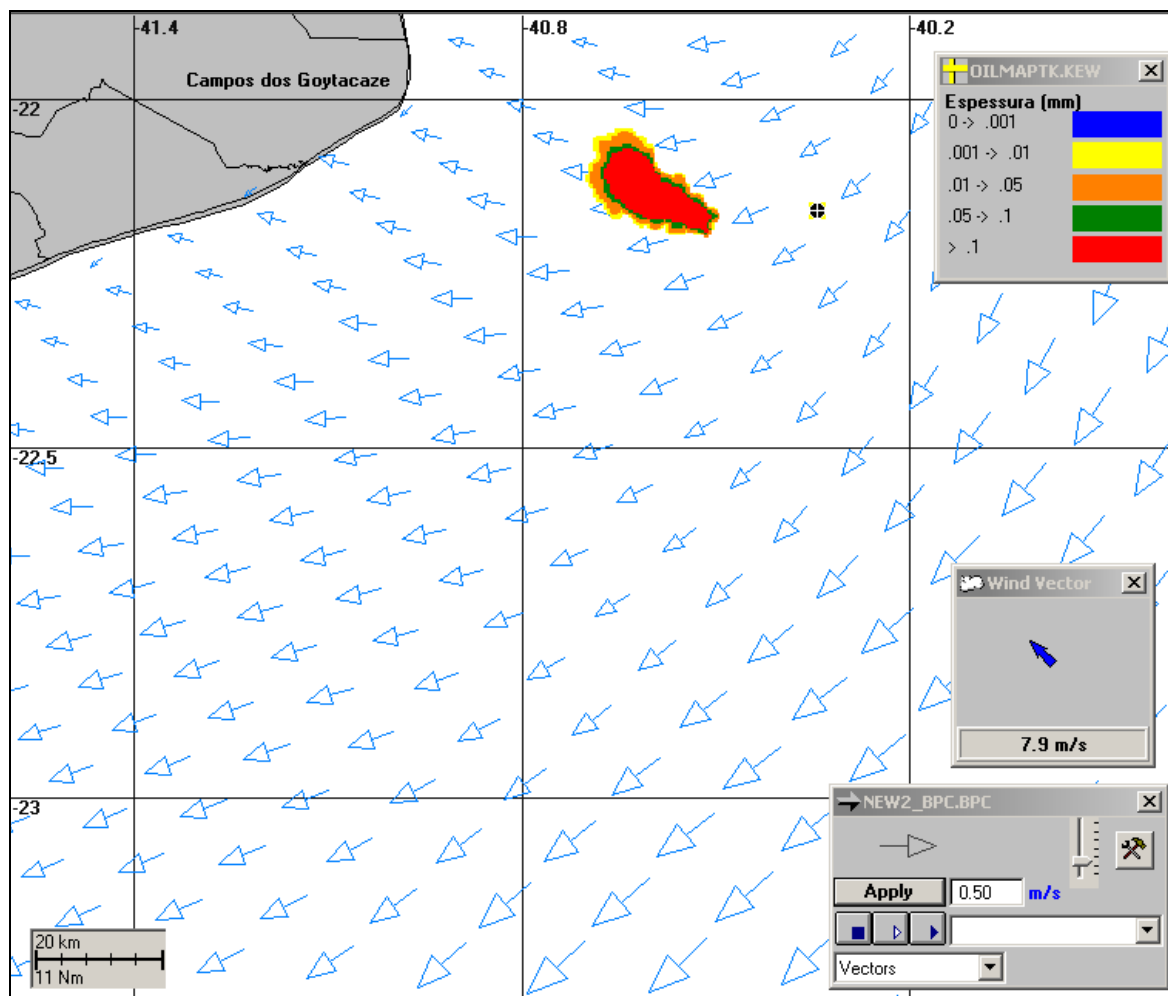 -41.4
-40.8
-40.2
Campos dos Goytacaze
-22
-22.5
-23
OILMAPTK.KEW
Espessura (mm)
0 -> .001
.001 -> .01
.01 -> .05
.05 -> .1
> .1
Wind Vector
7.9 m/s
NEW2_BPC.BPC
Apply 0.50 m/s
Vectors
20 km
11 Nm